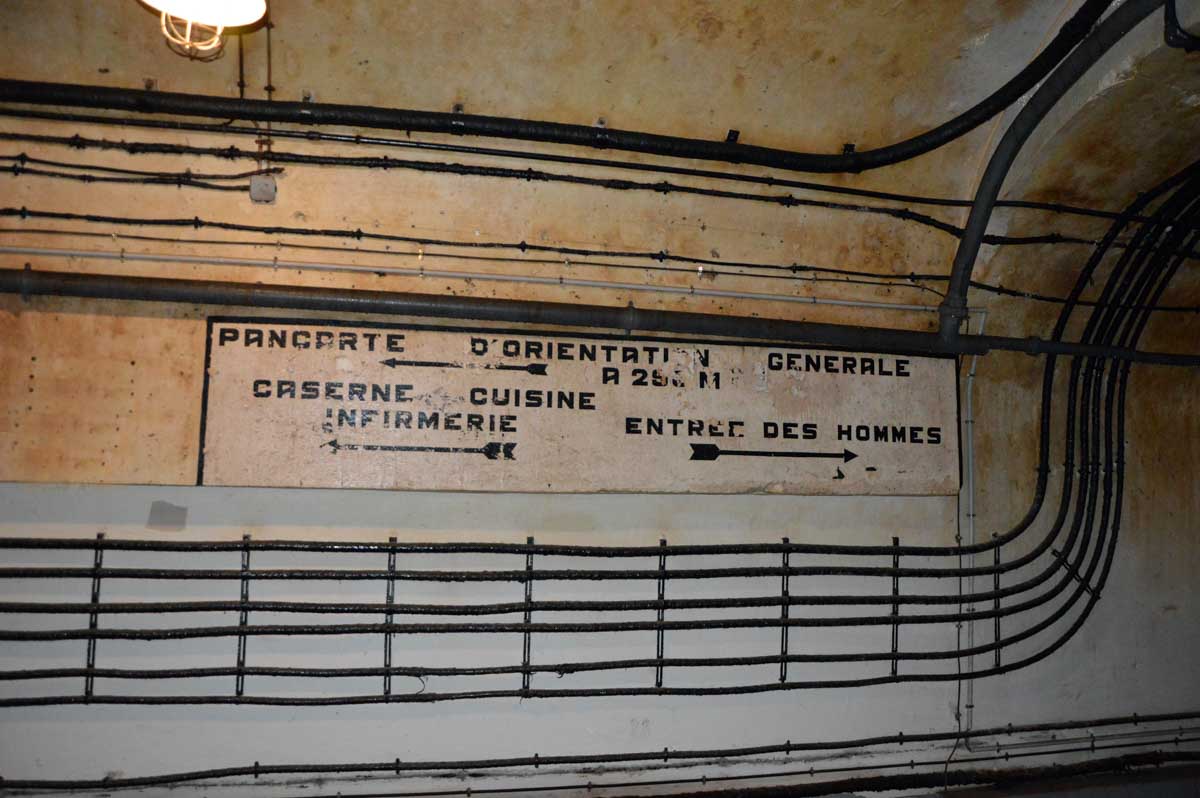 PANCARTE D'ORIENTATION GENERALE
A M
CASERNE CUISINE
INFIRMERIE
ENTREE DES HOMMES